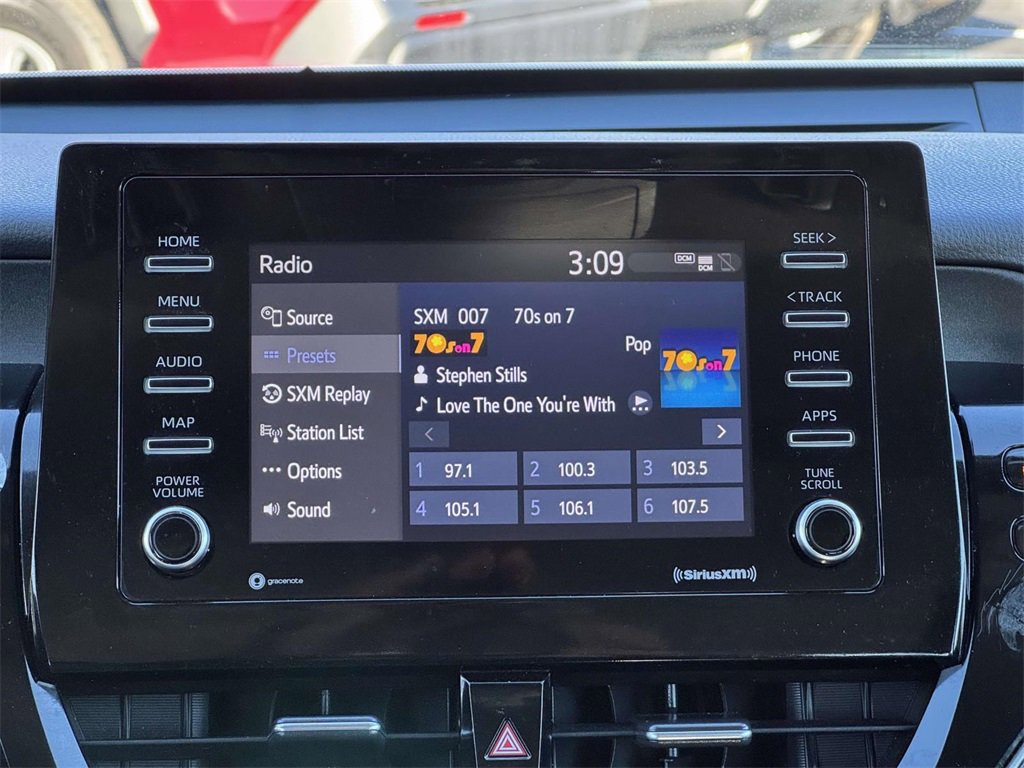 HOME
MENU
AUDIO
MAP
POWER
VOLUME
Radio
3:09
DCM
DCM
Source
Presets
SXM Replay
Station List
Options
Sound
SXM 007 70s on 7
70s on 7
Pop
70s on 7
Stephen Stills
Love The One You're With
< >
1 97.1 2 100.3 3 103.5
4 105.1 5 106.1 6 107.5
SEEK >
< TRACK
PHONE
APPS
TUNE
SCROLL
gracenote
((SiriusXM))